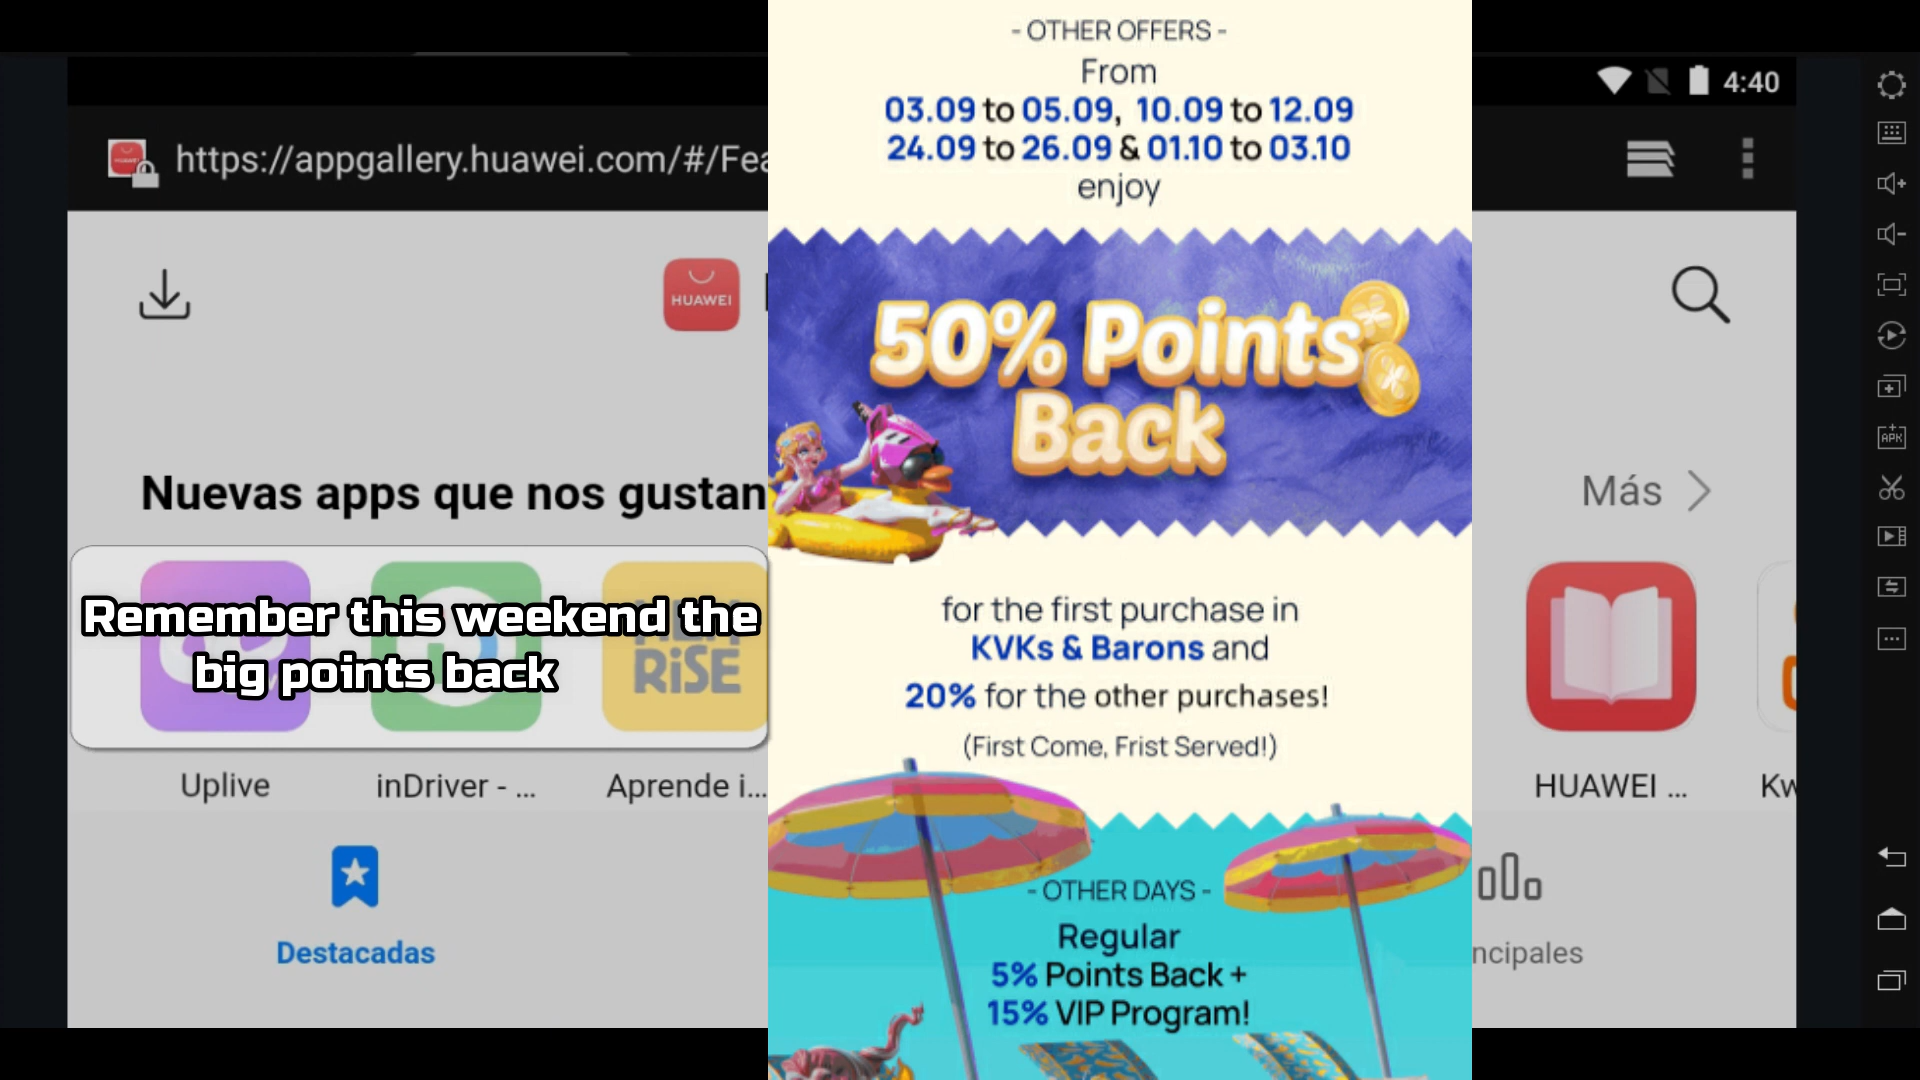 - OTHER OFFERS -
From
03.09 to 05.09, 10.09 to 12.09
24.09 to 26.09 & 01.10 to 03.10
enjoy
50% Points
Back
for the first purchase in
KVKs & Barons and
20% for the other purchases!
(First Come, Frist Served!)
- OTHER DAYS -
Regular
5% Points Back +
15% VIP Program!
4:40
https://appgallery.huawei.com/#/Fea
HUAWEI
Nuevas apps que nos gustan
Más
Remember this weekend the
big points back
RiSE
Uplive
inDriver - ...
Aprende i...
HUAWEI ...
Kw
Destacadas
ncipales
APK